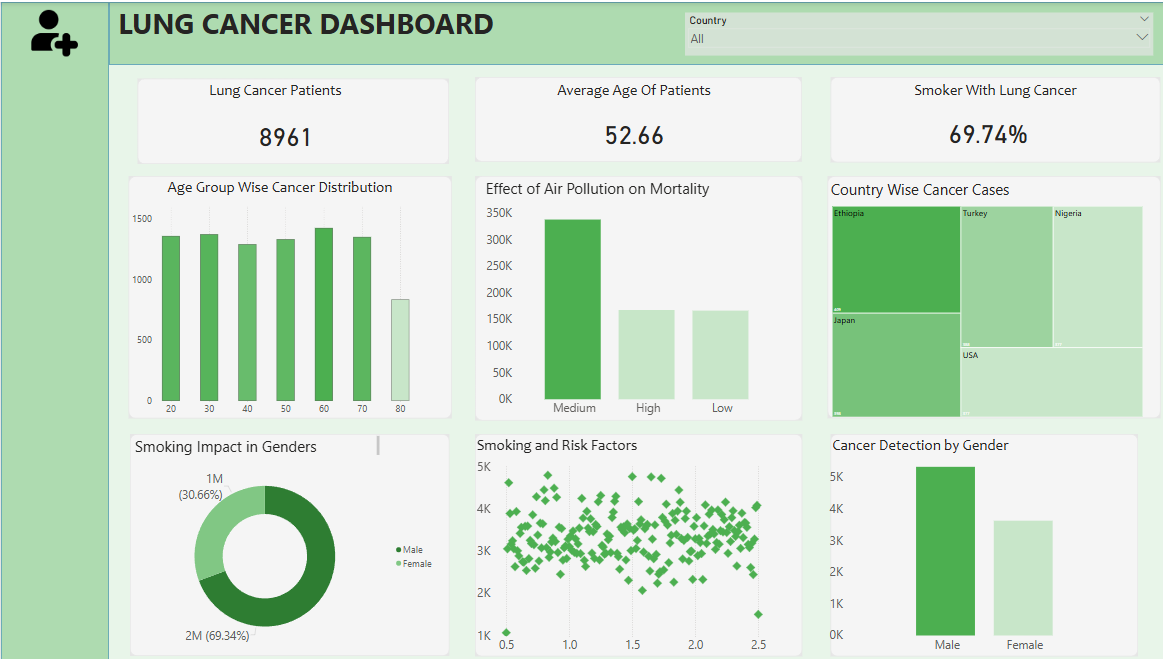 LUNG CANCER DASHBOARD
Country
All
Lung Cancer Patients
8961
Average Age Of Patients
52.66
Smoker With Lung Cancer
69.74%
Age Group Wise Cancer Distribution
1500
1000
500
0
20 30 40 50 60 70 80
Effect of Air Pollution on Mortality
350K
300K
250K
200K
150K
100K
50K
0K
Medium High Low
Country Wise Cancer Cases
Ethiopia
Turkey
Nigeria
Japan
USA
Smoking Impact in Genders
1M
(30.66%)
Male
Female
2M (69.34%)
Smoking and Risk Factors
5K
4K
3K
2K
1K
0.5 1.0 1.5 2.0 2.5
Cancer Detection by Gender
5K
4K
3K
2K
1K
0K
Male Female